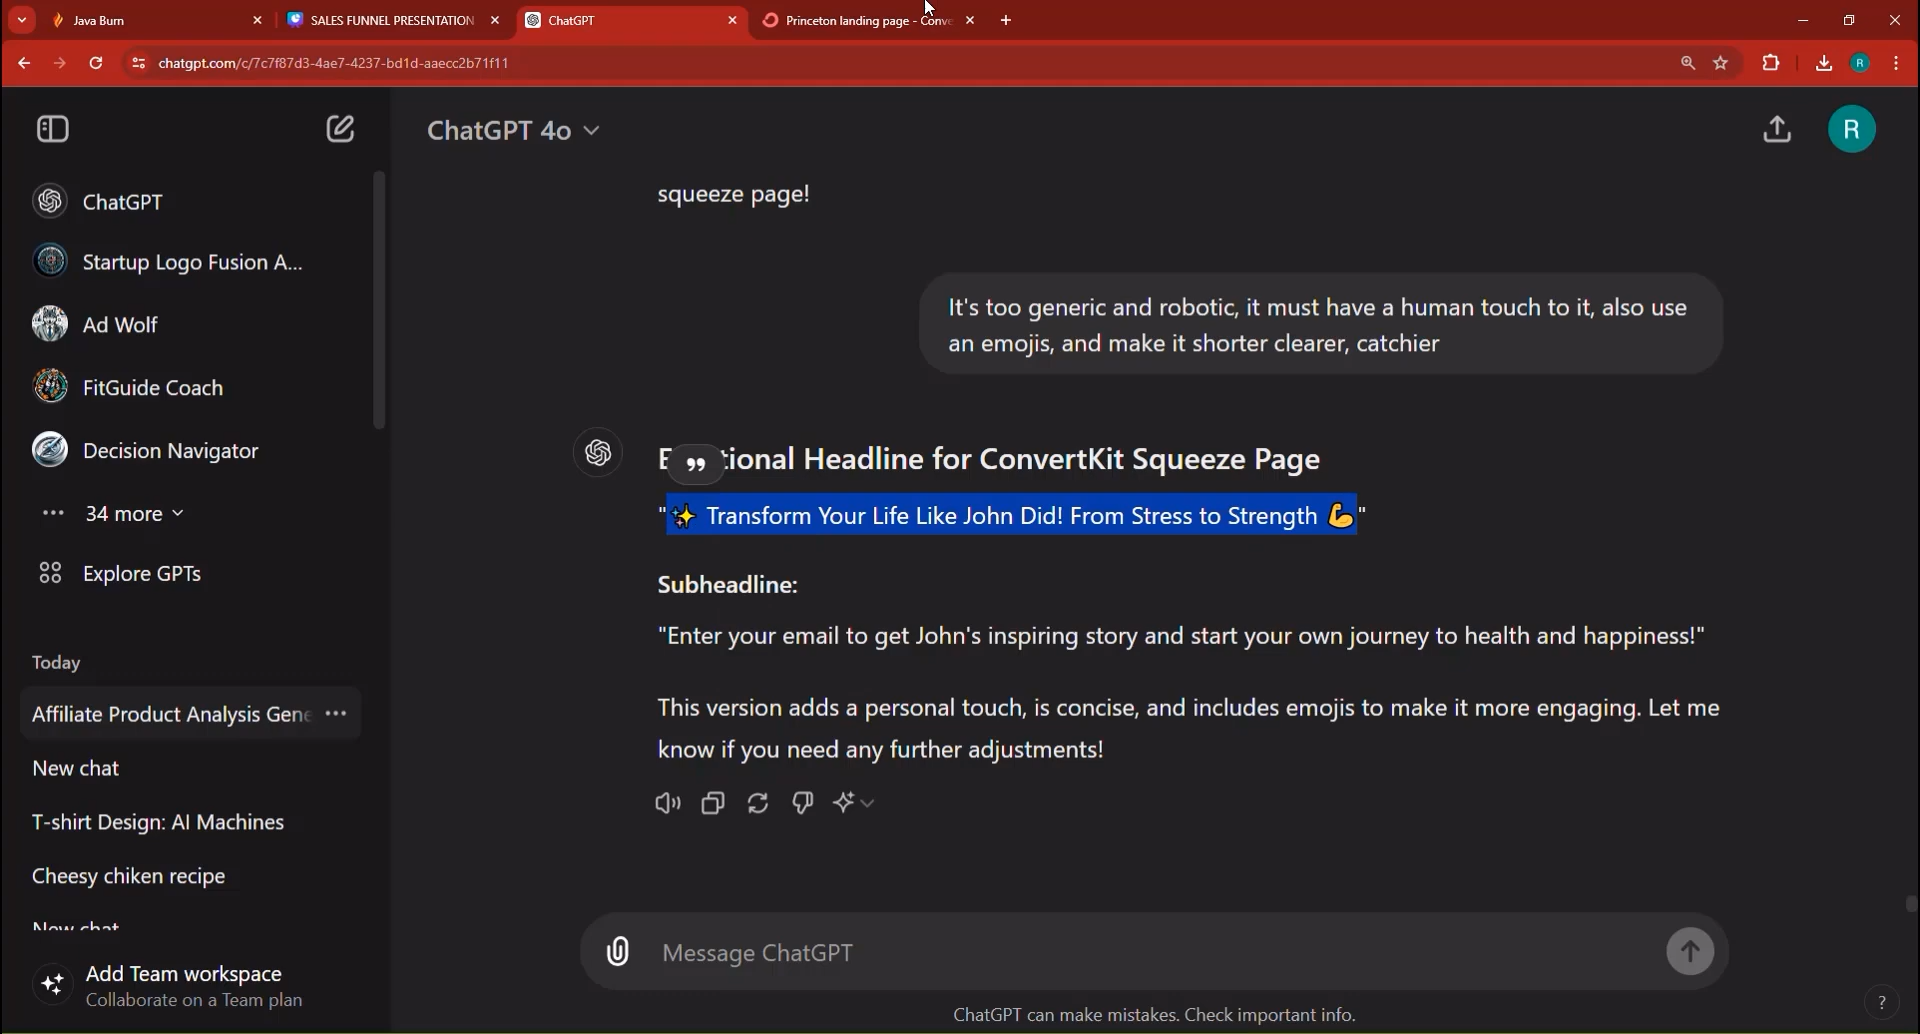 Java Burn
SALES FUNNEL PRESENTATION
ChatGPT
Princeton landing page - Conve
chatgpt.com/c/7c7f87d3-4ae7-4237-bd1d-aaecc2b71f11
R
ChatGPT 4o
R
ChatGPT
Startup Logo Fusion A...
Ad Wolf
FitGuide Coach
Decision Navigator
34 more
Explore GPTs
Today
Affiliate Product Analysis Gene
New chat
T-shirt Design: AI Machines
Cheesy chiken recipe
New chat
Add Team workspace
Collaborate on a Team plan
squeeze page!
It's too generic and robotic, it must have a human touch to it, also use
an emojis, and make it shorter clearer, catchier
E tional Headline for ConvertKit Squeeze Page
"✨ Transform Your Life Like John Did! From Stress to Strength 💪"
Subheadline:
"Enter your email to get John's inspiring story and start your own journey to health and happiness!"
This version adds a personal touch, is concise, and includes emojis to make it more engaging. Let me
know if you need any further adjustments!
Message ChatGPT
ChatGPT can make mistakes. Check important info.
?